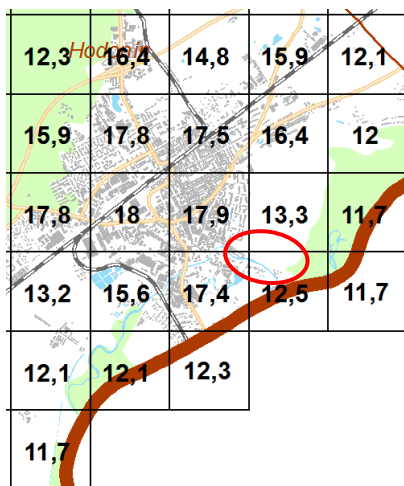 12,3 Hodonín 16,4 14,8 15,9 12,1
15,9 17,8 17,5 16,4 12
17,8 18 17,9 13,3 11,7
13,2 15,6 17,4 12,5 11,7
12,1 12,1 12,3
11,7